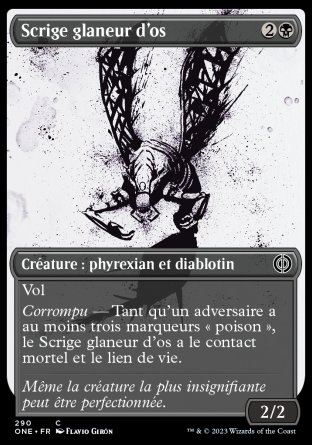 Scrige glaneur d'os 2
Créature : phyrexian et diablotin
Vol
Corrompu — Tant qu'un adversaire a
au moins trois marqueurs « poison »,
le Scrige glaneur d'os a le contact
mortel et le lien de vie.
Même la créature la plus insignifiante
peut être perfectionnée.
2/2
290 C
ONE • FR Flavio Girón
™ & © 2023 Wizards of the Coast